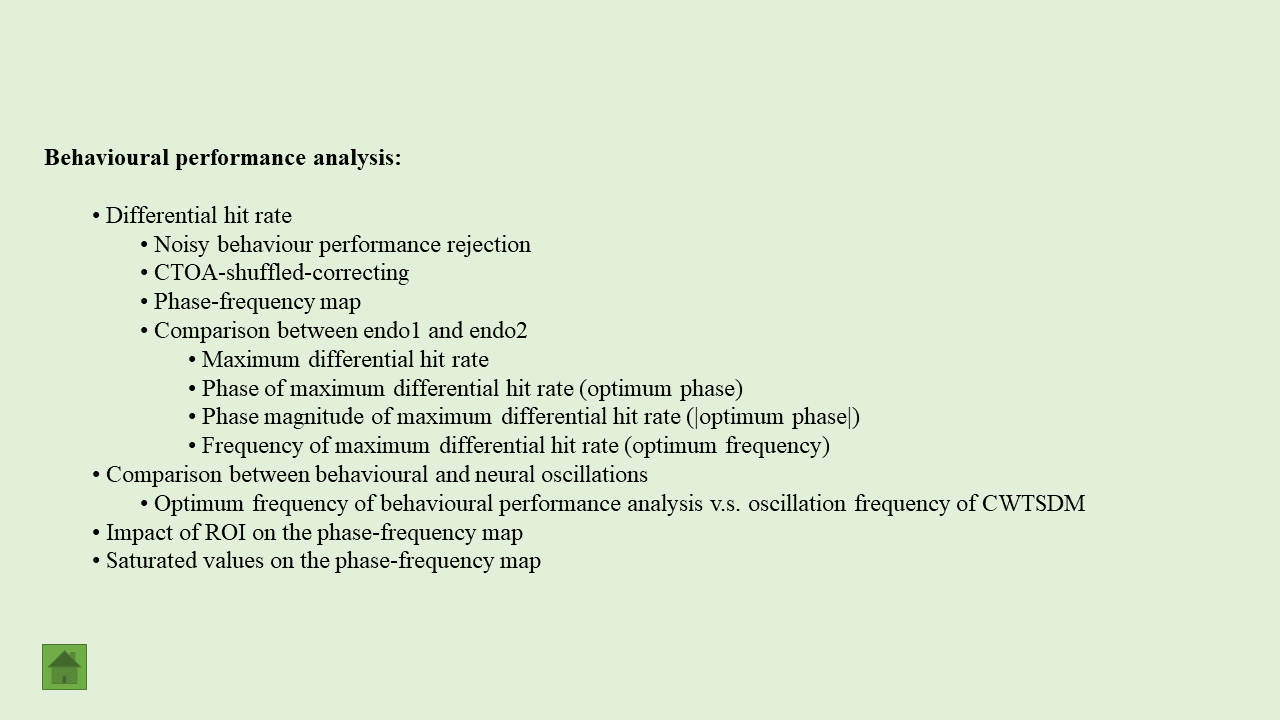 Behavioural performance analysis:
• Differential hit rate
• Noisy behaviour performance rejection
• CTOA-shuffled-correcting
• Phase-frequency map
• Comparison between endo1 and endo2
• Maximum differential hit rate
• Phase of maximum differential hit rate (optimum phase)
• Phase magnitude of maximum differential hit rate (|optimum phase|)
• Frequency of maximum differential hit rate (optimum frequency)
• Comparison between behavioural and neural oscillations
• Optimum frequency of behavioural performance analysis v.s. oscillation frequency of CWTSDM
• Impact of ROI on the phase-frequency map
• Saturated values on the phase-frequency map